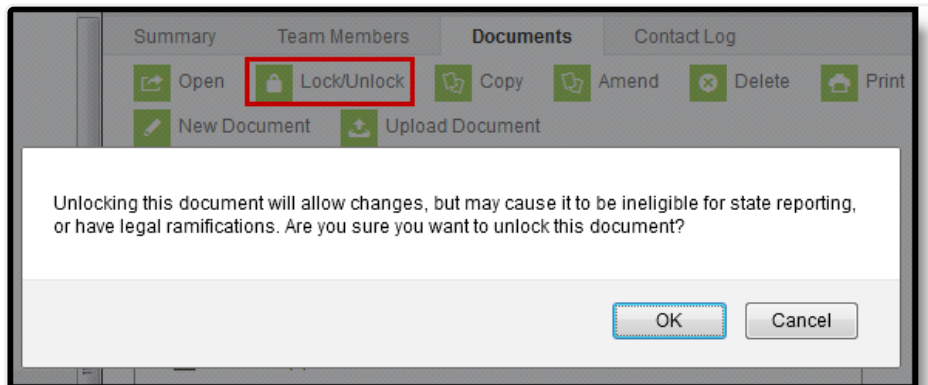 Summary Team Members Documents Contact Log
Open Lock/Unlock Copy Amend Delete Print
New Document Upload Document
Unlocking this document will allow changes, but may cause it to be ineligible for state reporting,
or have legal ramifications. Are you sure you want to unlock this document?
OK Cancel